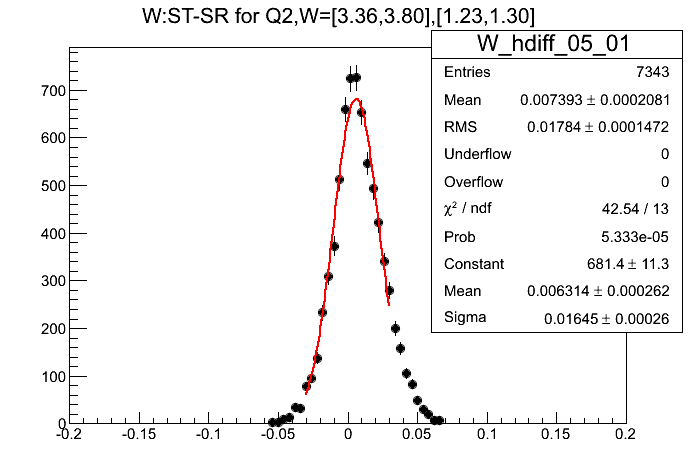 W:ST-SR for Q2,W=[3.36,3.80],[1.23,1.30]
W_hdiff_05_01
Entries 7343
Mean 0.007393 ± 0.0002081
RMS 0.01784 ± 0.0001472
Underflow 0
Overflow 0
χ² / ndf 42.54 / 13
Prob 5.333e-05
Constant 681.4 ± 11.3
Mean 0.006314 ± 0.000262
Sigma 0.01645 ± 0.00026
700
600
500
400
300
200
100
0
-0.2 -0.15 -0.1 -0.05 0 0.05 0.1 0.15 0.2